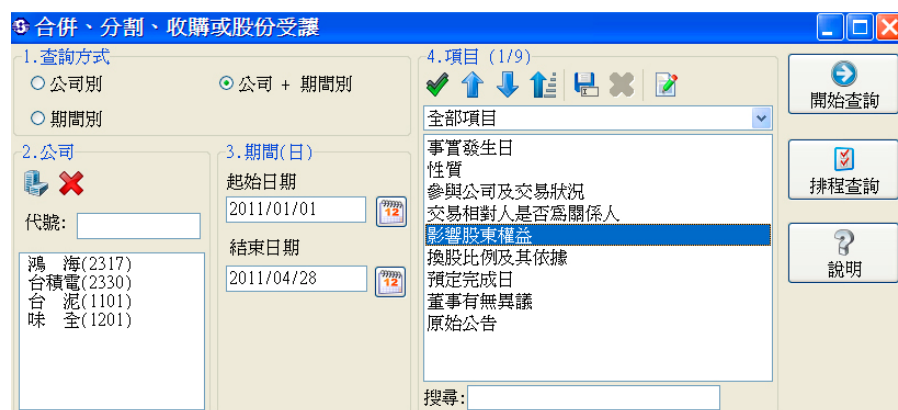 合併、分割、收購或股份受讓
1.查詢方式
公司別
公司 + 期間別
期間別
2.公司
代號:
鴻 海(2317)
台積電(2330)
台 泥(1101)
味 全(1201)
3.期間(日)
起始日期
2011/01/01
12
結束日期
2011/04/28
12
4.項目 (1/9)
全部項目
事實發生日
性質
參與公司及交易狀況
交易相對人是否為關係人
影響股東權益
換股比例及其依據
預定完成日
董事有無異議
原始公告
搜尋:
開始查詢
排程查詢
說明